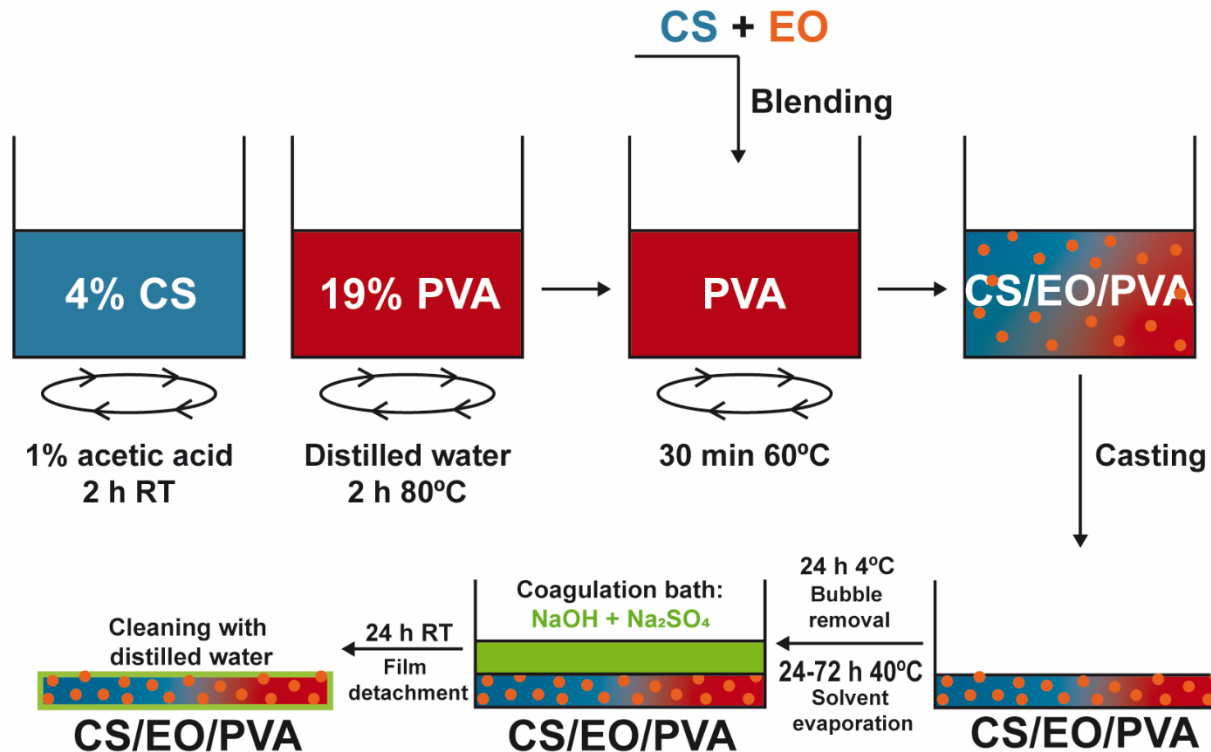 CS + EO
Blending
4% CS
19% PVA
PVA
CS/EO/PVA
1% acetic acid
2 h RT
Distilled water
2 h 80ºC
30 min 60ºC
Casting
24 h 4ºC
Bubble
removal
24-72 h 40ºC
Solvent
evaporation
Coagulation bath:
NaOH + Na₂SO₄
24 h RT
Film
detachment
Cleaning with
distilled water
CS/EO/PVA
CS/EO/PVA
CS/EO/PVA